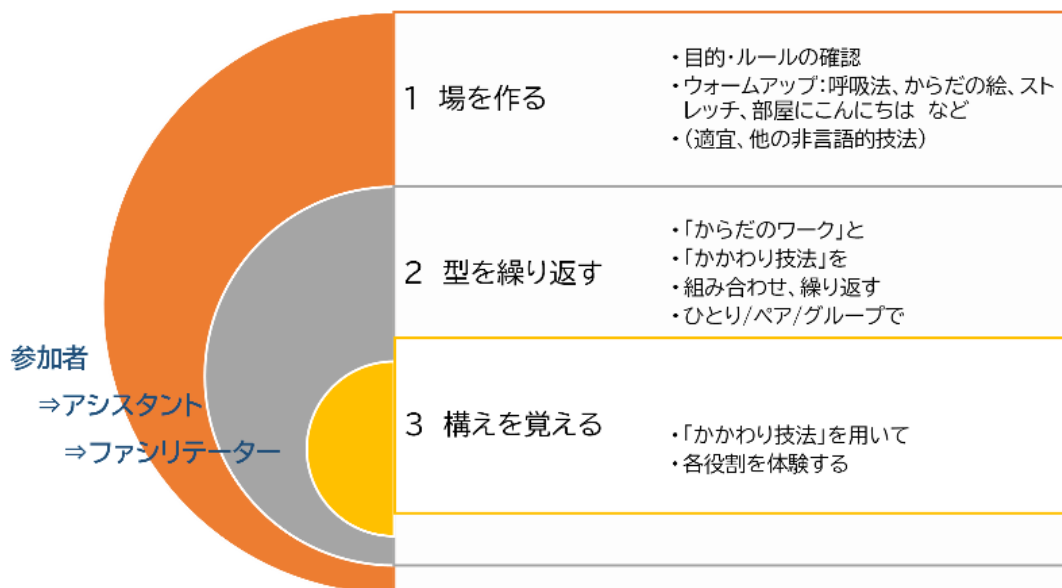 1 場を作る
・目的・ルールの確認
・ウォームアップ:呼吸法、からだの絵、スト
レッチ、部屋にこんにちは など
・(適宜、他の非言語的技法)
2 型を繰り返す
・「からだのワーク」と
・「かかわり技法」を
・組み合わせ、繰り返す
・ひとり/ペア/グループで
参加者
⇒アシスタント
⇒ファシリテーター
3 構えを覚える
・「かかわり技法」を用いて
・各役割を体験する